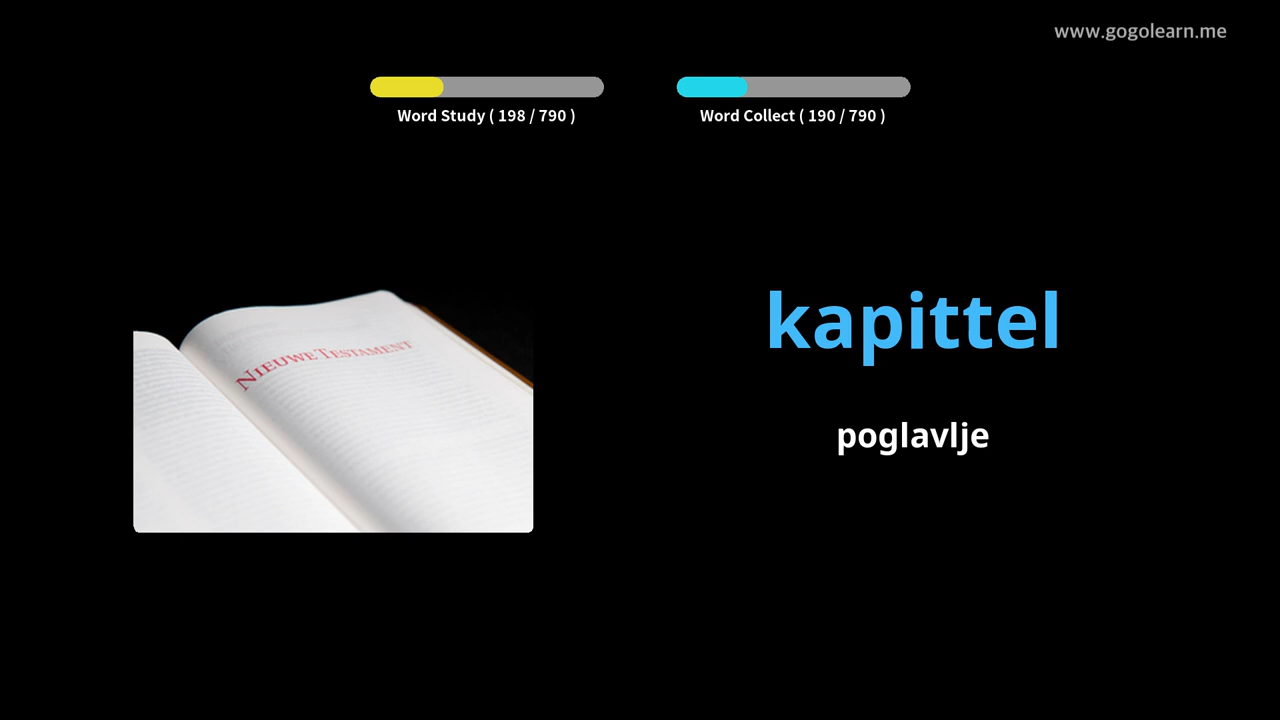 www.gogolearn.me
Word Study ( 198 / 790 )
Word Collect ( 190 / 790 )
NIEUWE TESTAMENT
kapittel
poglavlje